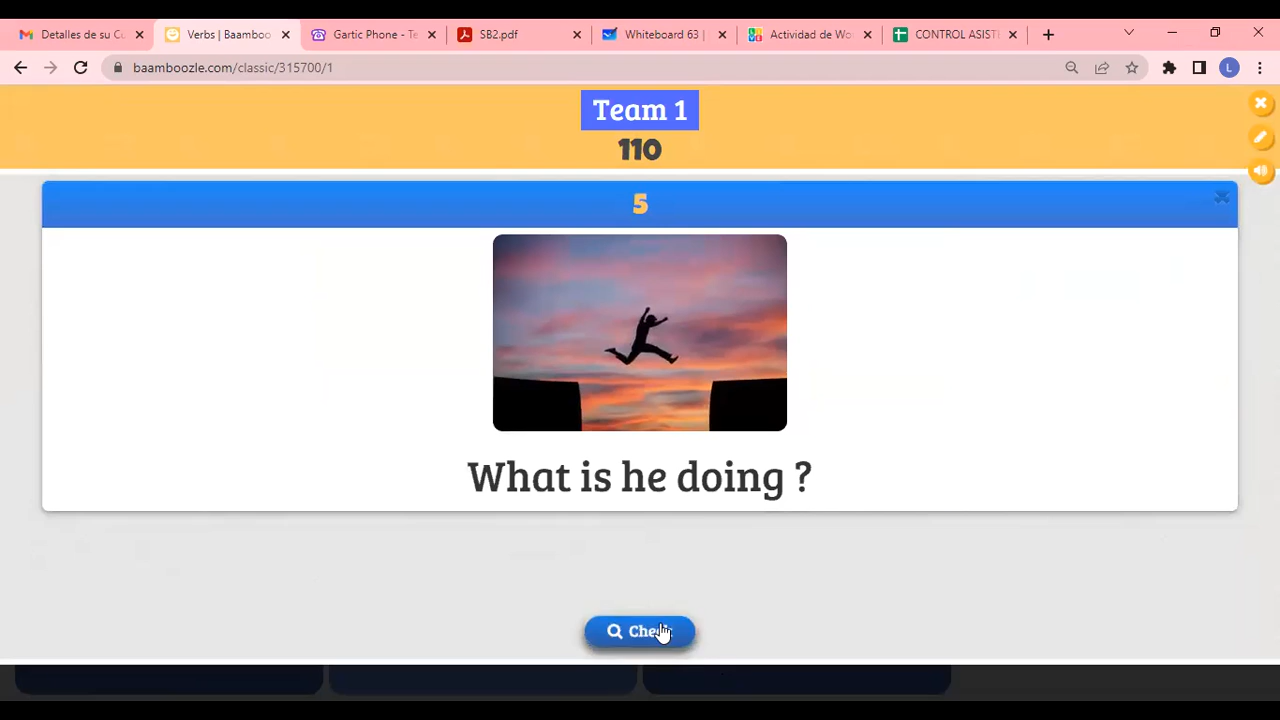 Detalles de su Cu
Verbs | Baamboo
Gartic Phone - Te
SB2.pdf
Whiteboard 63 |
Actividad de Wo
CONTROL ASIST
baamboozle.com/classic/315700/1
L
Team 1
110
5
What is he doing ?